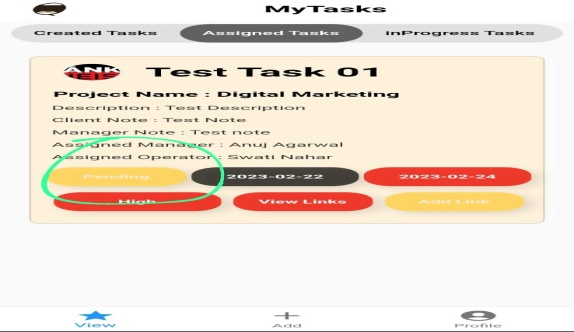 MyTasks
Created Tasks Assigned Tasks InProgress Tasks
Test Task 01
Project Name : Digital Marketing
Description : Test Description
Client Note : Test Note
Manager Note : Test note
Assigned Manager : Anuj Agarwal
Assigned Operator : Swati Nahar
Pending 2023-02-22 2023-02-24
High View Links Add Link
View Add Profile